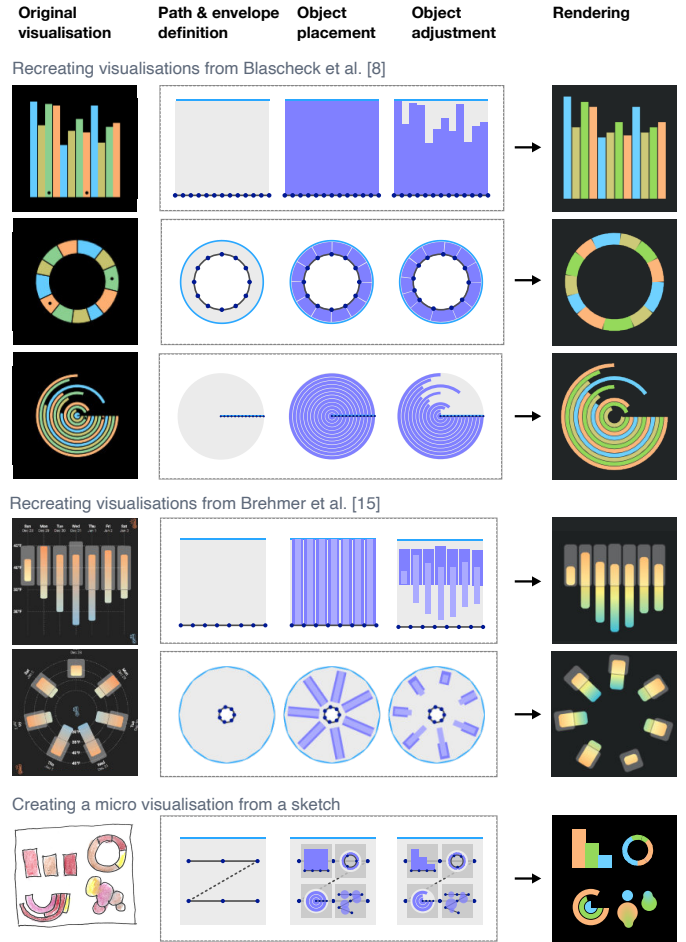 Original visualisation
Path & envelope definition
Object placement
Object adjustment
Rendering
Recreating visualisations from Blascheck et al. [8]
Recreating visualisations from Brehmer et al. [15]
Sun Mon Tue Wed Thu Fri Sat
Creating a micro visualisation from a sketch